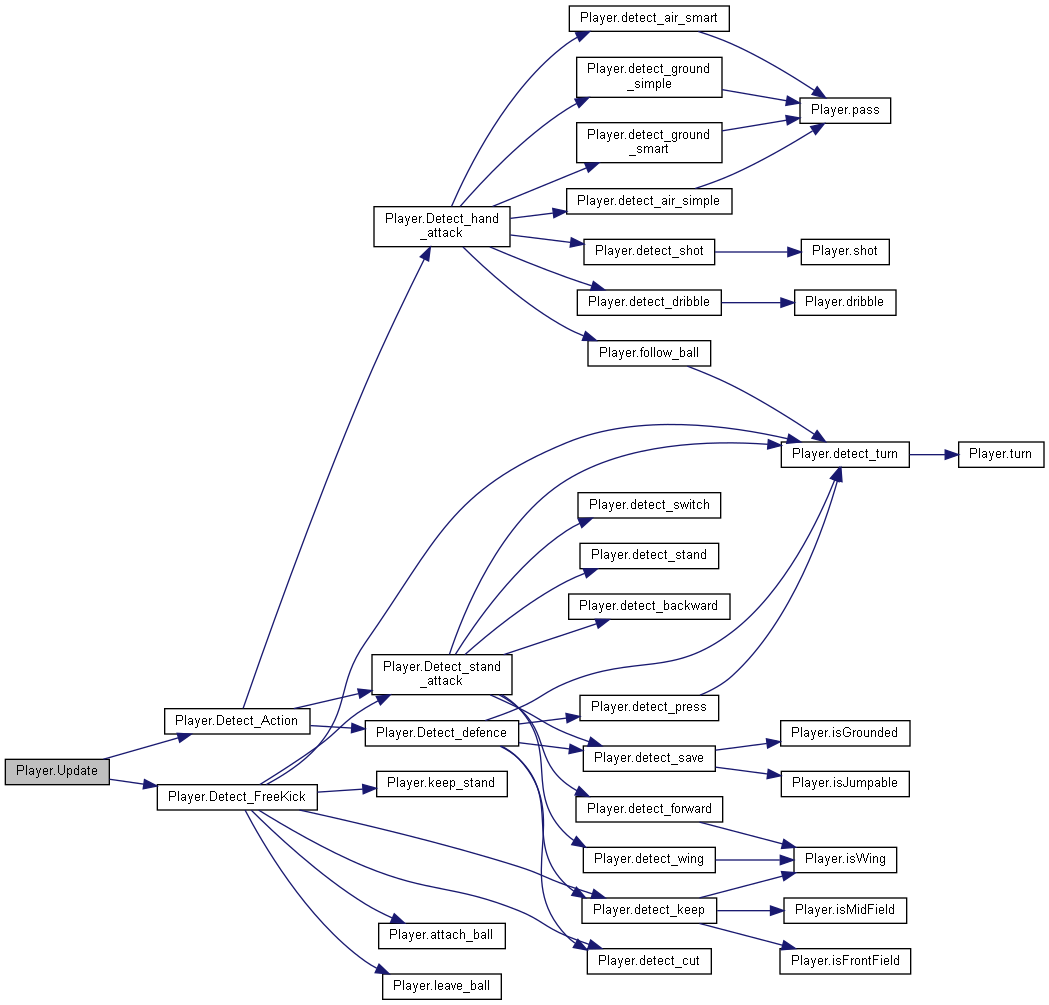 Player.detect_air_smart
Player.detect_ground
_simple
Player.pass
Player.detect_ground
_smart
Player.detect_air_simple
Player.Detect_hand
_attack
Player.detect_shot
Player.shot
Player.detect_dribble
Player.dribble
Player.follow_ball
Player.detect_turn
Player.turn
Player.detect_switch
Player.detect_stand
Player.detect_backward
Player.Detect_stand
_attack
Player.detect_press
Player.Detect_Action
Player.Detect_defence
Player.isGrounded
Player.detect_save
Player.Update
Player.keep_stand
Player.isJumpable
Player.Detect_FreeKick
Player.detect_forward
Player.detect_wing
Player.isWing
Player.detect_keep
Player.isMidField
Player.attach_ball
Player.detect_cut
Player.isFrontField
Player.leave_ball